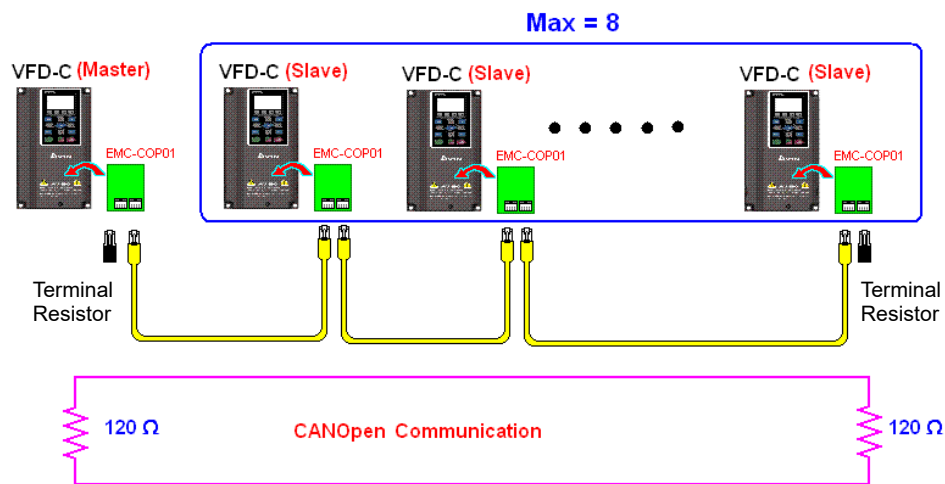 Max = 8
VFD-C (Master)
VFD-C (Slave)
VFD-C (Slave)
VFD-C (Slave)
EMC-COP01
EMC-COP01
EMC-COP01
EMC-COP01
Terminal
Resistor
Terminal
Resistor
120 Ω
CANOpen Communication
120 Ω